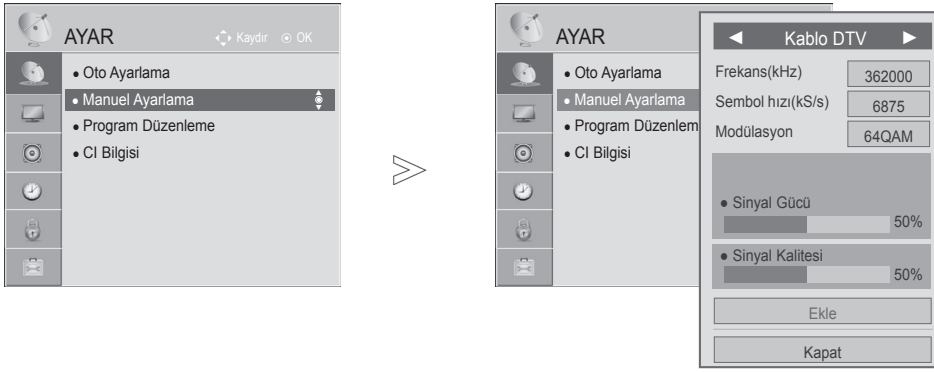 AYAR
Kaydır OK
• Oto Ayarlama
• Manuel Ayarlama
• Program Düzenleme
• CI Bilgisi
AYAR
• Oto Ayarlama
• Manuel Ayarlama
• Program Düzenlem
• CI Bilgisi
◄ Kablo DTV ►
Frekans(kHz) 362000
Sembol hızı(kS/s) 6875
Modülasyon 64QAM
• Sinyal Gücü
50%
• Sinyal Kalitesi
50%
Ekle
Kapat